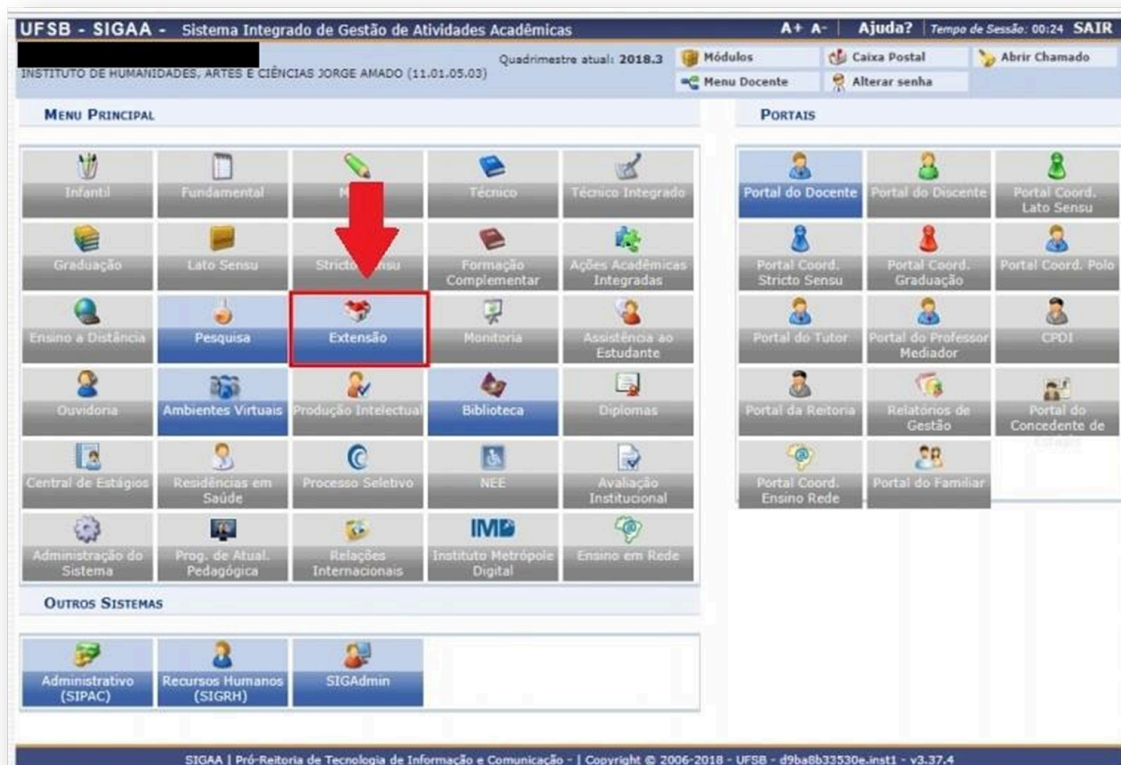 UFSB - SIGAA - Sistema Integrado de Gestão de Atividades Acadêmicas A+ A- | Ajuda? | Tempo de Sessão: 00:24 SAIR
INSTITUTO DE HUMANIDADES, ARTES E CIÊNCIAS JORGE AMADO (11.01.05.03)
Quadrimestre atual: 2018.3
Módulos
Caixa Postal
Abrir Chamado
Menu Docente
Alterar senha
MENU PRINCIPAL
Infantil
Fundamental
Técnico
Técnico Integrado
Graduação
Lato Sensu
Stricto Sensu
Formação
Complementar
Ações Acadêmicas
Integradas
Ensino a Distância
Pesquisa
Extensão
Monitoria
Assistência ao
Estudante
Ouvidoria
Ambientes Virtuais
Produção Intelectual
Biblioteca
Diplomas
Central de Estágios
Residências em
Saúde
Processo Seletivo
NEE
Avaliação
Institucional
Administração do
Sistema
Prog. de Atual.
Pedagógica
Relações
Internacionais
IMD
Instituto Metrópole
Digital
Ensino em Rede
PORTAIS
Portal do Docente
Portal do Discente
Portal Coord.
Lato Sensu
Portal Coord.
Stricto Sensu
Portal Coord.
Graduação
Portal Coord. Polo
Portal do Tutor
Portal do Professor
Mediador
CPDI
Portal da Reitoria
Relatórios de
Gestão
Portal do
Concedente de
Portal Coord.
Ensino Rede
Portal do Familiar
OUTROS SISTEMAS
Administrativo
(SIPAC)
Recursos Humanos
(SIGRH)
SIGAdmin
SIGAA | Pró-Reitoria de Tecnologia de Informação e Comunicação - | Copyright © 2006-2018 - UFSB - d9ba8b33530e.inst1 - v3.37.4